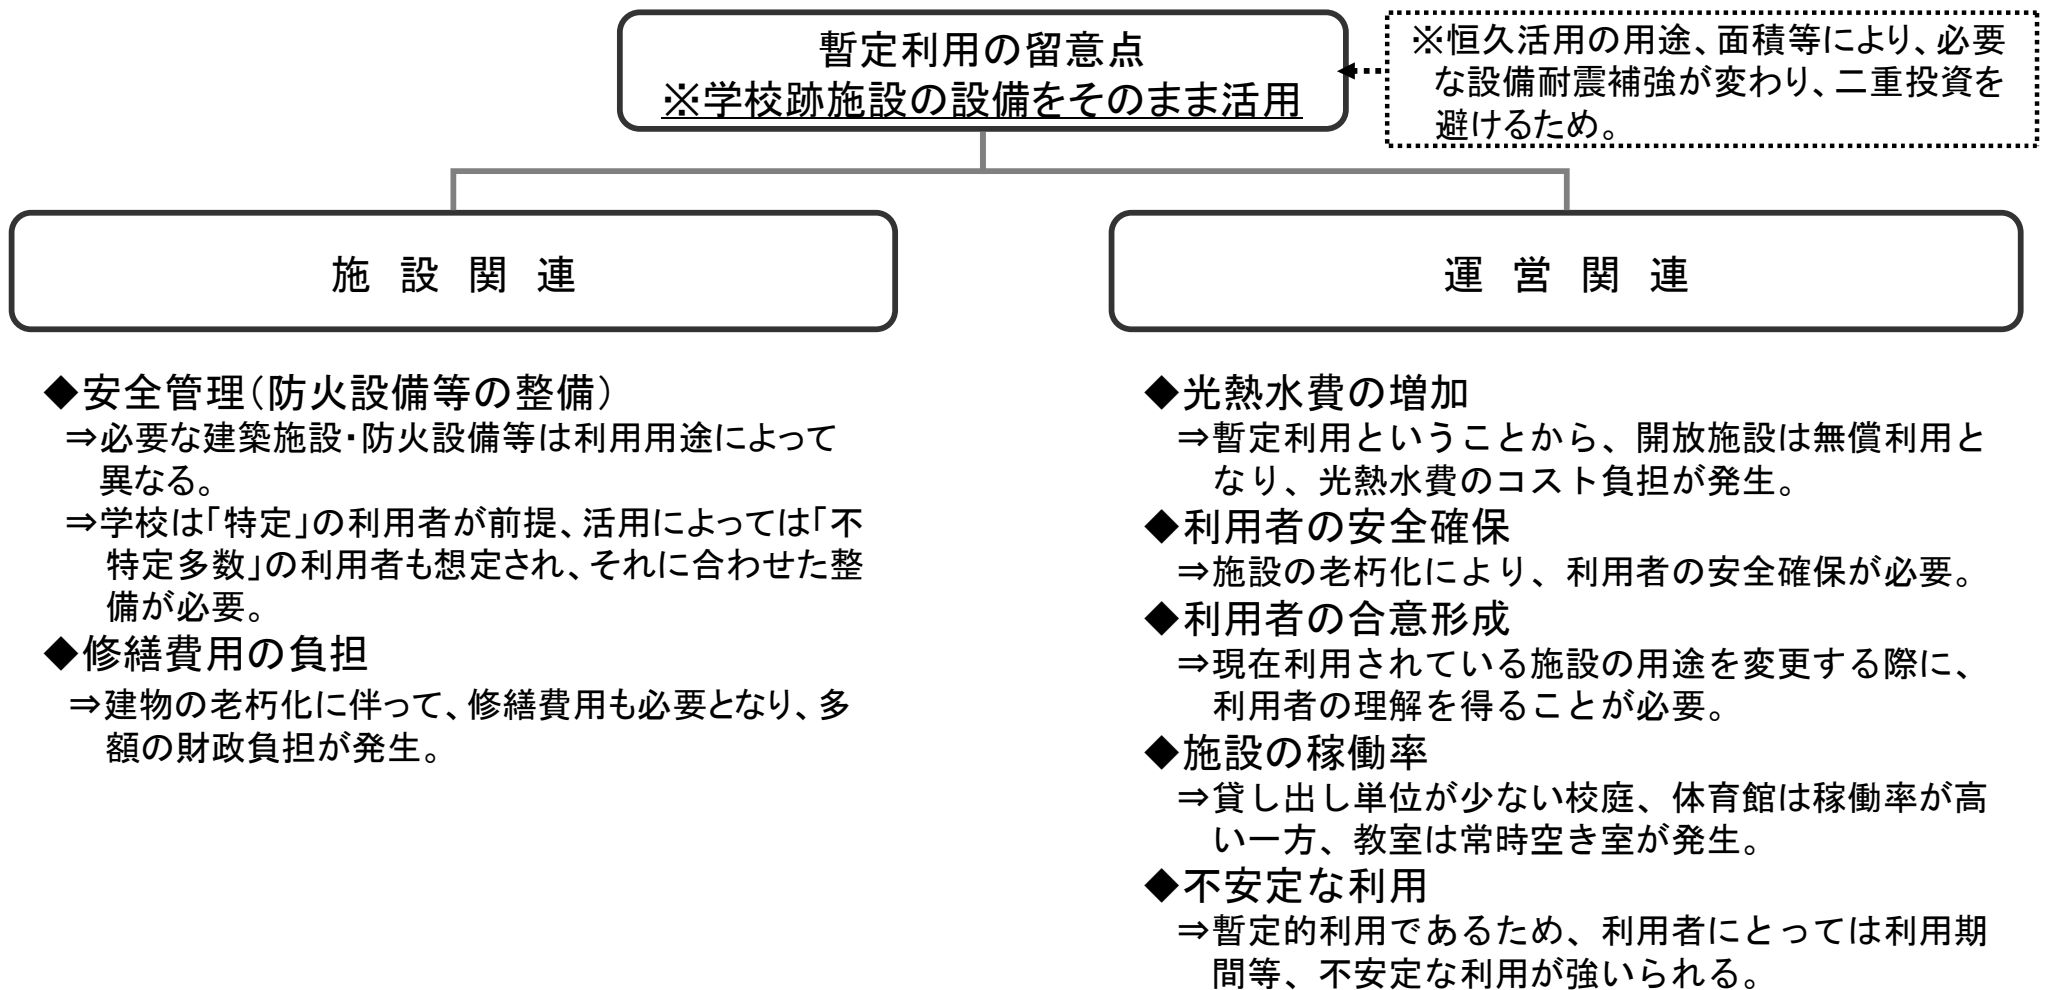 暫定利用の留意点
※学校跡施設の設備をそのまま活用
※恒久活用の用途、面積等により、必要
な設備耐震補強が変わり、二重投資を
避けるため。
施 設 関 連
◆安全管理（防火設備等の整備）
⇒必要な建築施設・防火設備等は利用用途によって
異なる。
⇒学校は「特定」の利用者が前提、活用によっては「不
特定多数」の利用者も想定され、それに合わせた整
備が必要。
◆修繕費用の負担
⇒建物の老朽化に伴って、修繕費用も必要となり、多
額の財政負担が発生。
運 営 関 連
◆光熱水費の増加
⇒暫定利用ということから、開放施設は無償利用と
なり、光熱水費のコスト負担が発生。
◆利用者の安全確保
⇒施設の老朽化により、利用者の安全確保が必要。
◆利用者の合意形成
⇒現在利用されている施設の用途を変更する際に、
利用者の理解を得ることが必要。
◆施設の稼働率
⇒貸し出し単位が少ない校庭、体育館は稼働率が高
い一方、教室は常時空き室が発生。
◆不安定な利用
⇒暫定的利用であるため、利用者にとっては利用期
間等、不安定な利用が強いられる。